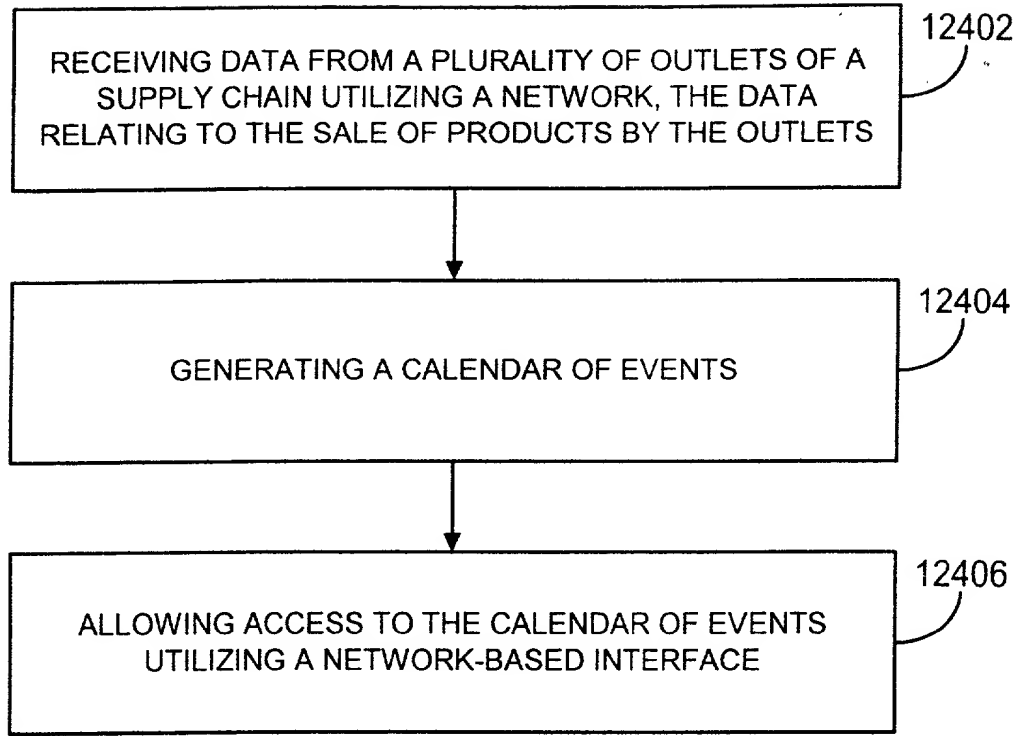 12402
RECEIVING DATA FROM A PLURALITY OF OUTLETS OF A
SUPPLY CHAIN UTILIZING A NETWORK, THE DATA
RELATING TO THE SALE OF PRODUCTS BY THE OUTLETS
12404
GENERATING A CALENDAR OF EVENTS
12406
ALLOWING ACCESS TO THE CALENDAR OF EVENTS
UTILIZING A NETWORK-BASED INTERFACE